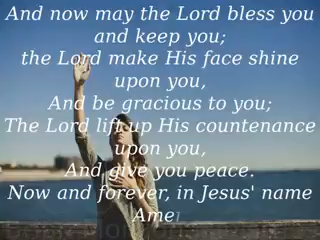 And now may the Lord bless you
and keep you;
the Lord make His face shine
upon you,
And be gracious to you;
The Lord lift up His countenance
upon you,
And give you peace.
Now and forever, in Jesus' name
Ame